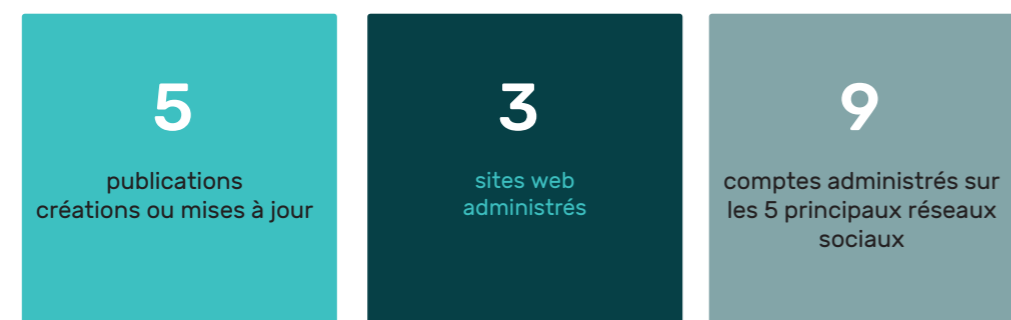 5
publications
créations ou mises à jour
3
sites web
administrés
9
comptes administrés sur
les 5 principaux réseaux
sociaux